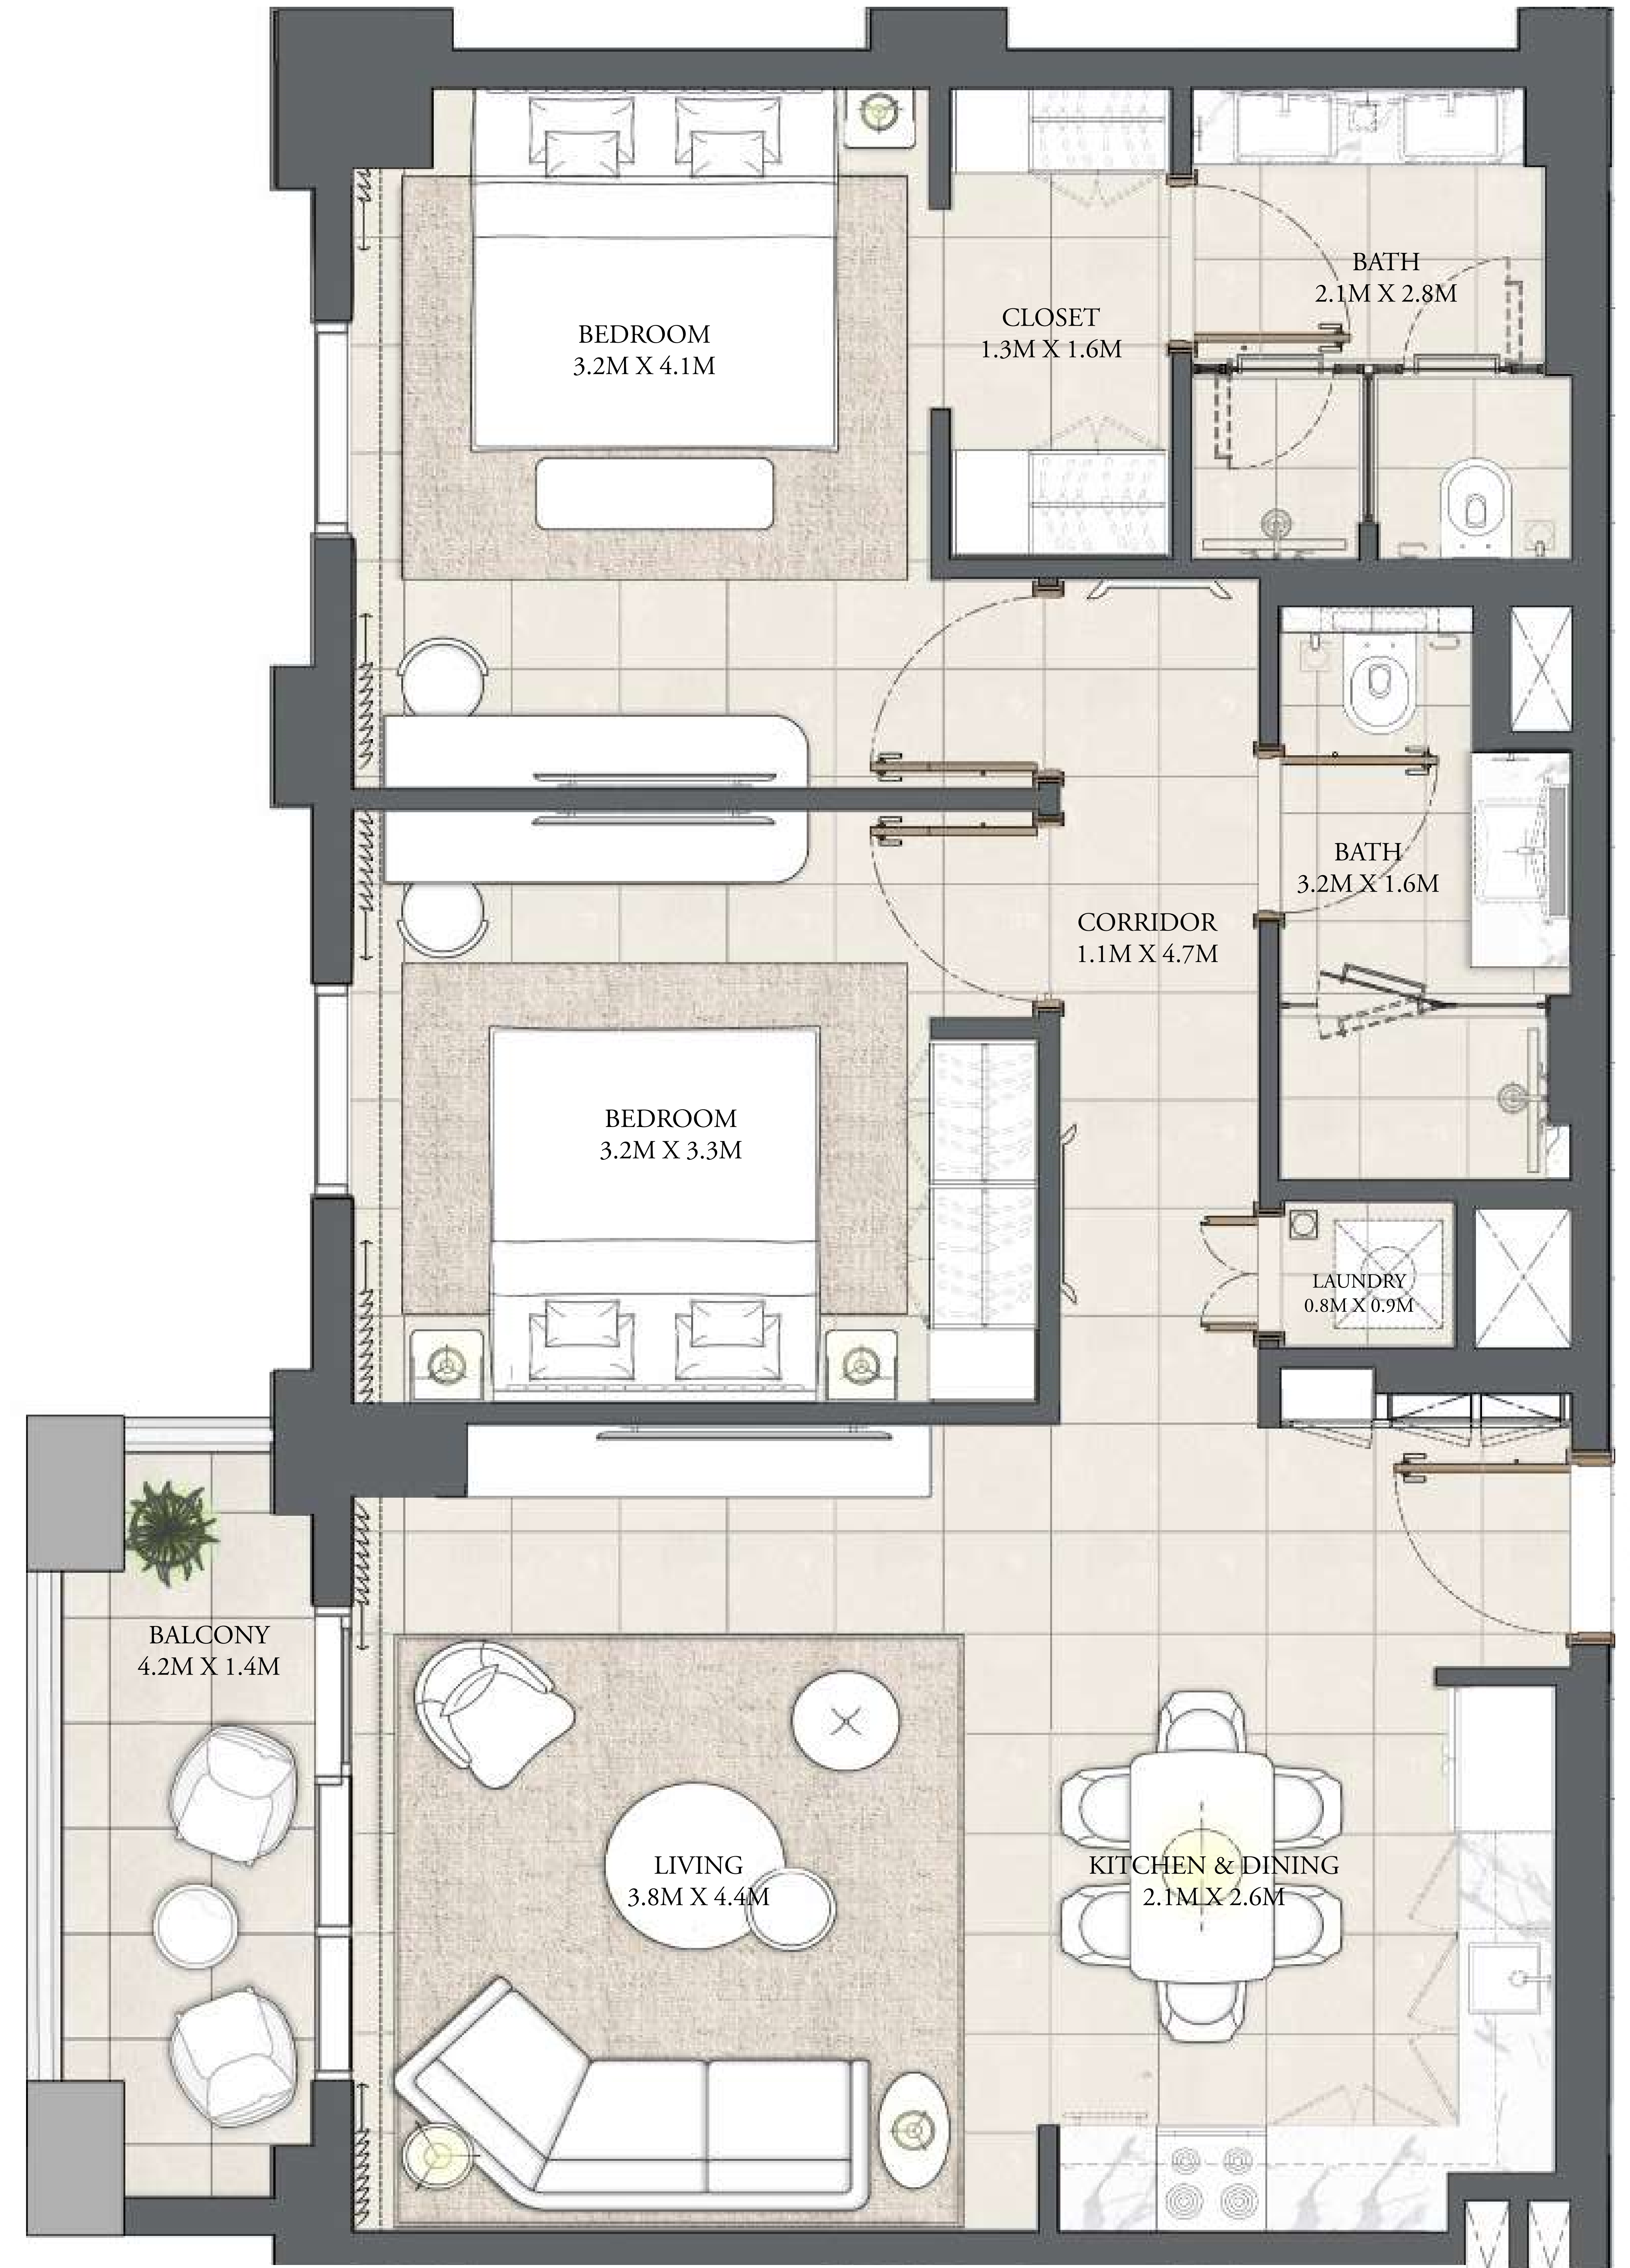 BEDROOM
3.2M X 4.1M
CLOSET
1.3M X 1.6M
BATH
2.1M X 2.8M
BATH
3.2M X 1.6M
CORRIDOR
1.1M X 4.7M
BEDROOM
3.2M X 3.3M
LAUNDRY
0.8M X 0.9M
BALCONY
4.2M X 1.4M
LIVING
3.8M X 4.4M
KITCHEN & DINING
2.1M X 2.6M